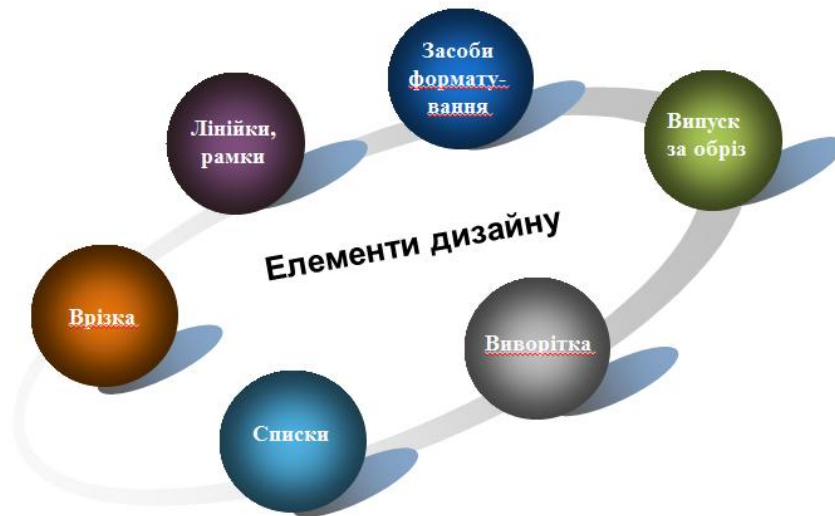 Засоби
формату-
вання
Лінійки,
рамки
Випуск
за обріз
Елементи дизайну
Врізка
Виворітка
Списки